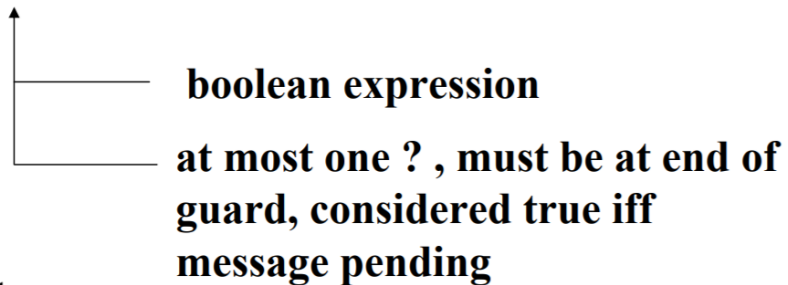 boolean expression
at most one ? , must be at end of
guard, considered true iff
message pending